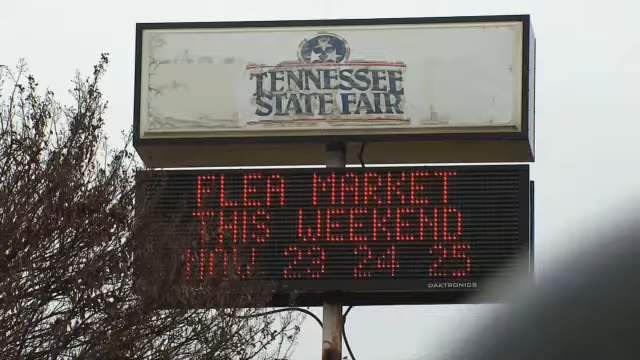 TENNESSEE
STATE FAIR
FLEA MARKET
THIS WEEKEND
NOV 23 24 25
DAKTRONICS